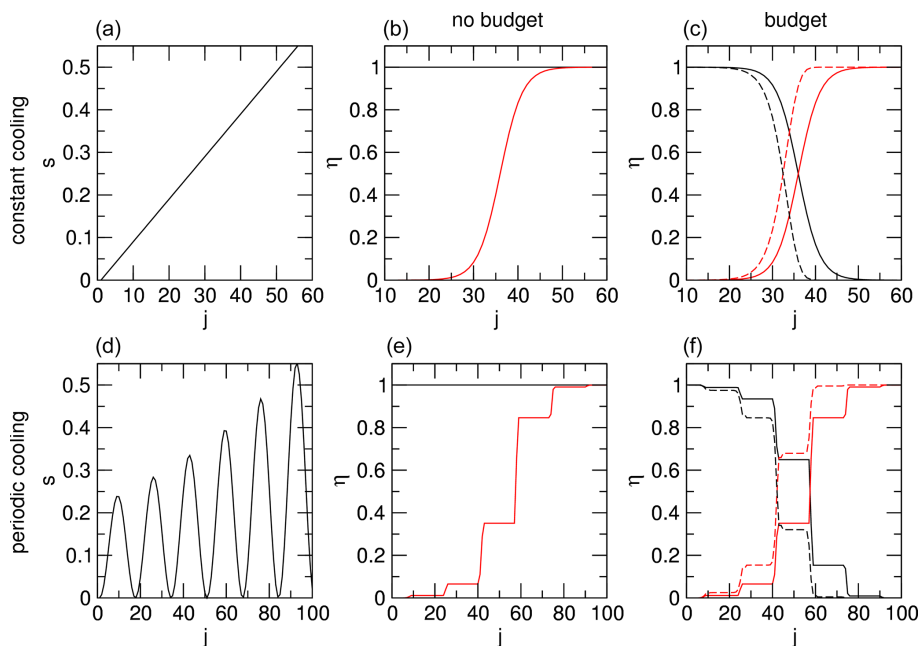 no budget
budget
(a)
(b)
(c)
constant cooling
s
0.5
0.4
0.3
0.2
0.1
0
0 10 20 30 40 50 60
j
η
1
0.8
0.6
0.4
0.2
0
10 20 30 40 50 60
j
η
1
0.8
0.6
0.4
0.2
0
10 20 30 40 50 60
j
(d)
(e)
(f)
periodic cooling
s
0.5
0.4
0.3
0.2
0.1
0
0 20 40 60 80 100
j
η
1
0.8
0.6
0.4
0.2
0
0 20 40 60 80 100
j
η
1
0.8
0.6
0.4
0.2
0
0 20 40 60 80 100
j